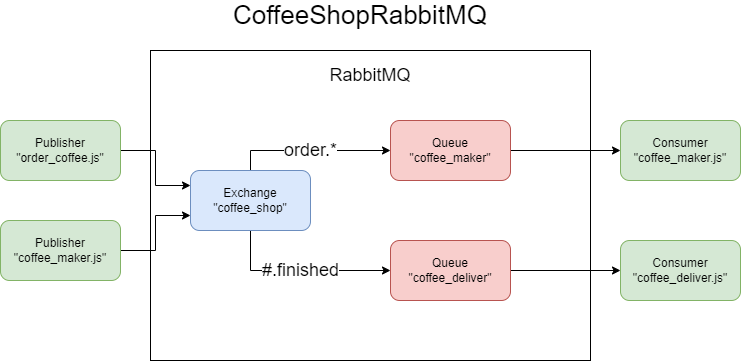 CoffeeShopRabbitMQ
RabbitMQ
Publisher
"order_coffee.js"
Publisher
"coffee_maker.js"
Exchange
"coffee_shop"
order.*
#.finished
Queue
"coffee_maker"
Queue
"coffee_deliver"
Consumer
"coffee_maker.js"
Consumer
"coffee_deliver.js"